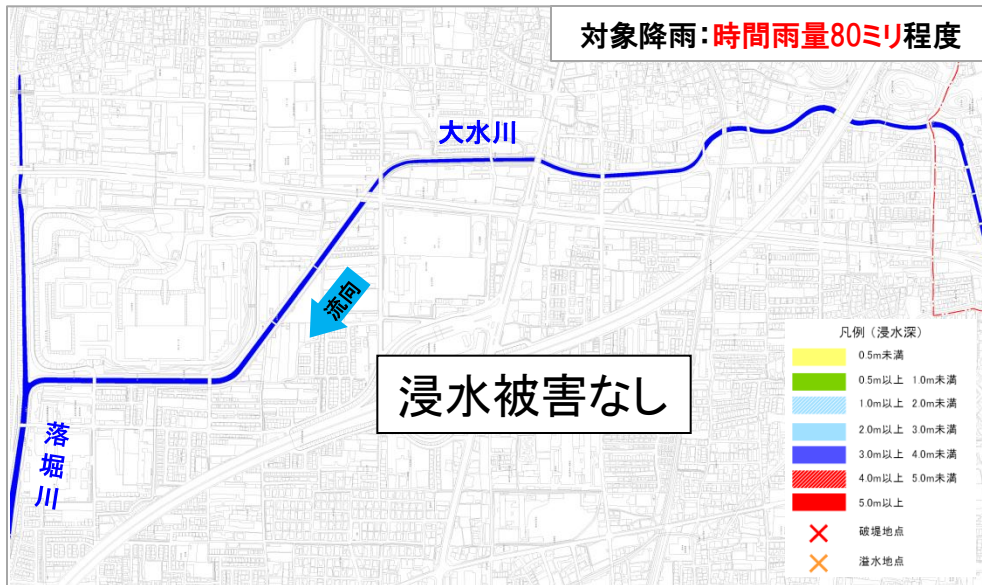 対象降雨：時間雨量80ミリ程度
大水川
流向
浸水被害なし
落堀川
凡例（浸水深）
0.5m未満
0.5m以上 1.0m未満
1.0m以上 2.0m未満
2.0m以上 3.0m未満
3.0m以上 4.0m未満
4.0m以上 5.0m未満
5.0m以上
破堤地点
溢水地点